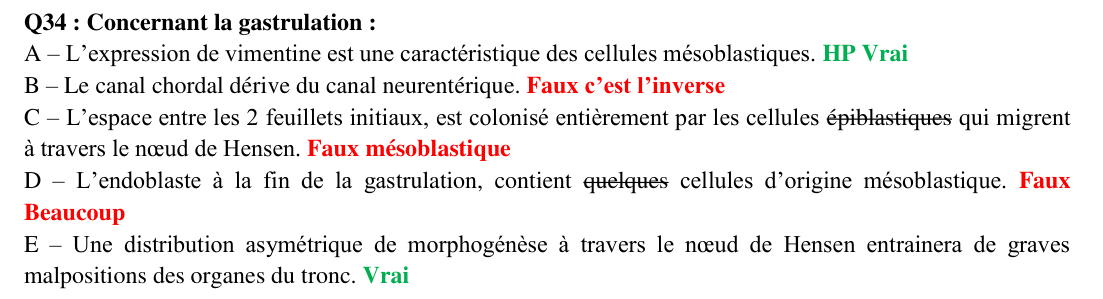 Q34 : Concernant la gastrulation :
A – L’expression de vimentine est une caractéristique des cellules mésoblastiques. HP Vrai
B – Le canal chordal dérive du canal neurentérique. Faux c’est l’inverse
C – L’espace entre les 2 feuillets initiaux, est colonisé entièrement par les cellules épiblastiques qui migrent
à travers le nœud de Hensen. Faux mésoblastique
D – L’endoblaste à la fin de la gastrulation, contient quelques cellules d’origine mésoblastique. Faux
Beaucoup
E – Une distribution asymétrique de morphogénèse à travers le nœud de Hensen entrainera de graves
malpositions des organes du tronc. Vrai